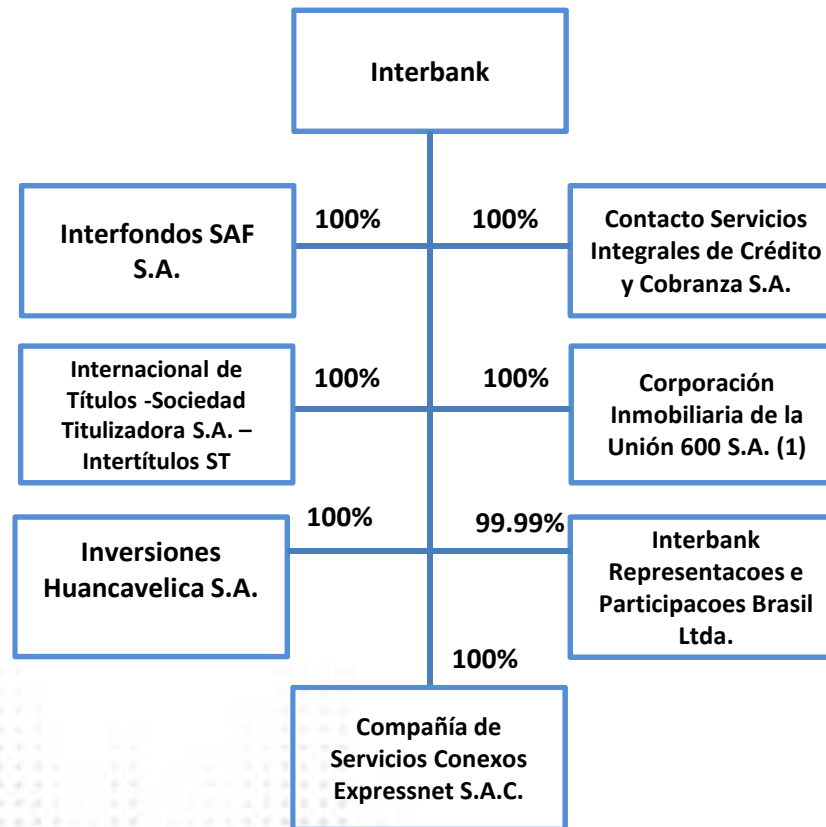 Interbank
100%
100%
Interfondos SAF
S.A.
Contacto Servicios
Integrales de Crédito
y Cobranza S.A.
100%
100%
Internacional de
Títulos -Sociedad
Titulizadora S.A. –
Intertítulos ST
Corporación
Inmobiliaria de la
Unión 600 S.A. (1)
100%
99.99%
Inversiones
Huancavelica S.A.
Interbank
Representacoes e
Participacoes Brasil
Ltda.
100%
Compañía de
Servicios Conexos
Expressnet S.A.C.